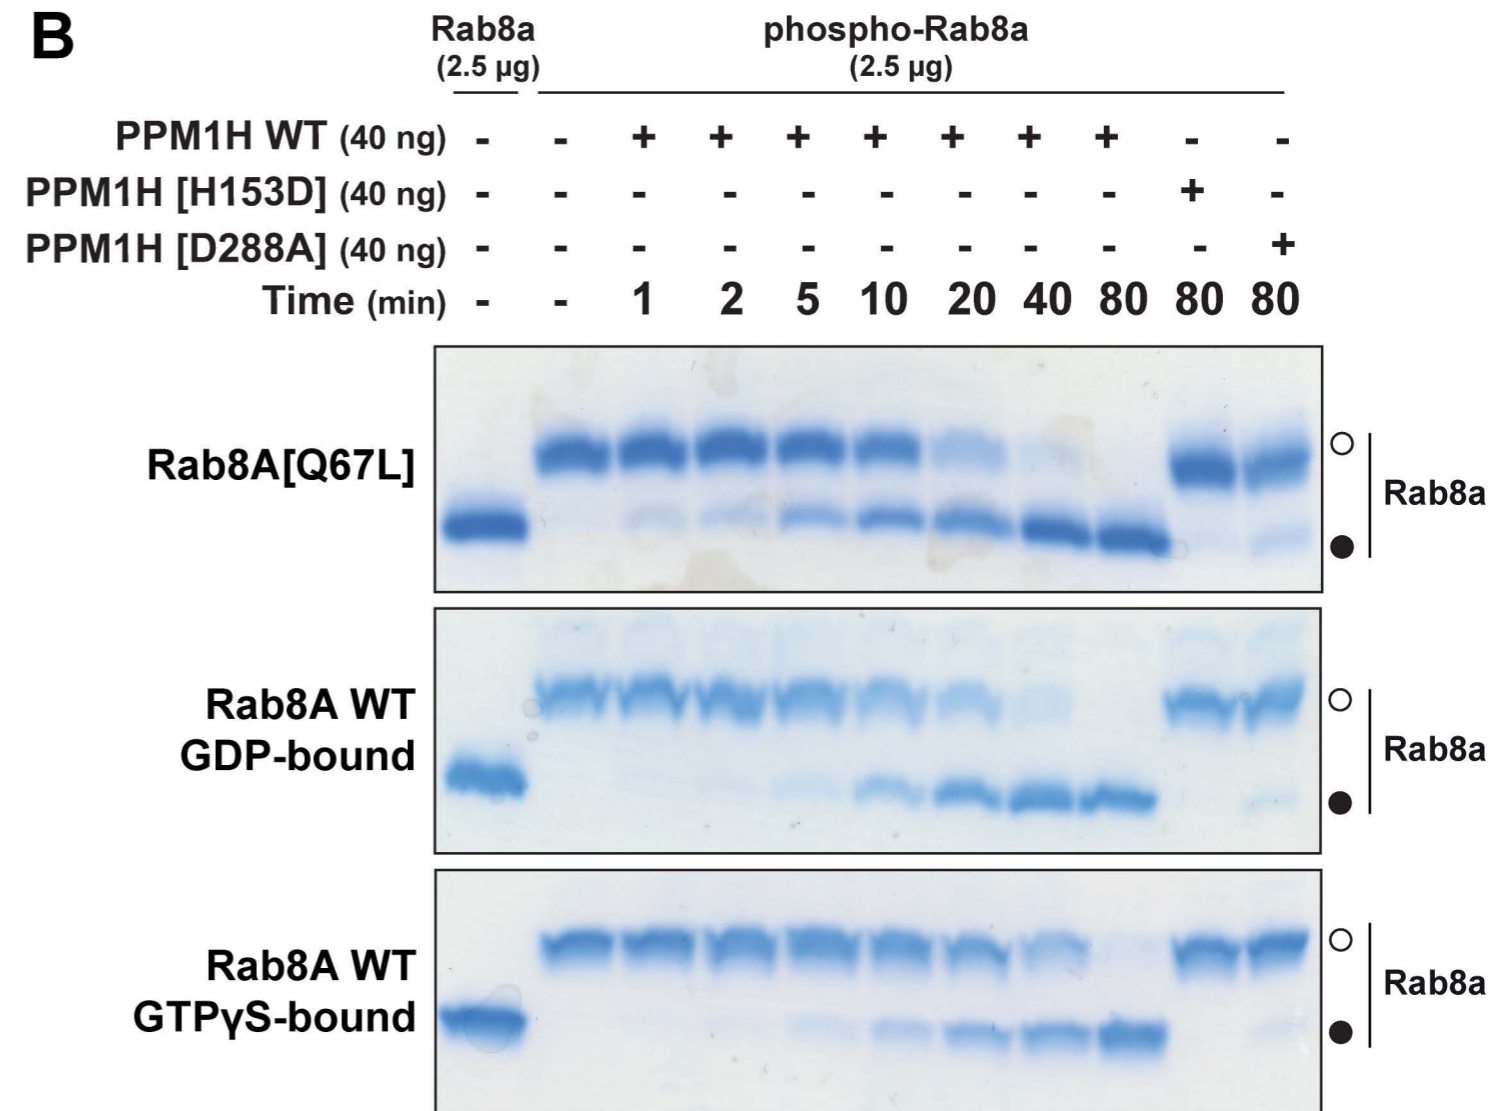 B
Rab8a phospho-Rab8a
(2.5 µg) (2.5 µg)
PPM1H WT (40 ng) - - + + + + + + + - -
PPM1H [H153D] (40 ng) - - - - - - - - - + -
PPM1H [D288A] (40 ng) - - - - - - - - - - +
Time (min) - - 1 2 5 10 20 40 80 80 80
Rab8A[Q67L]
Rab8a
Rab8A WT
GDP-bound
Rab8a
Rab8A WT
GTPγS-bound
Rab8a